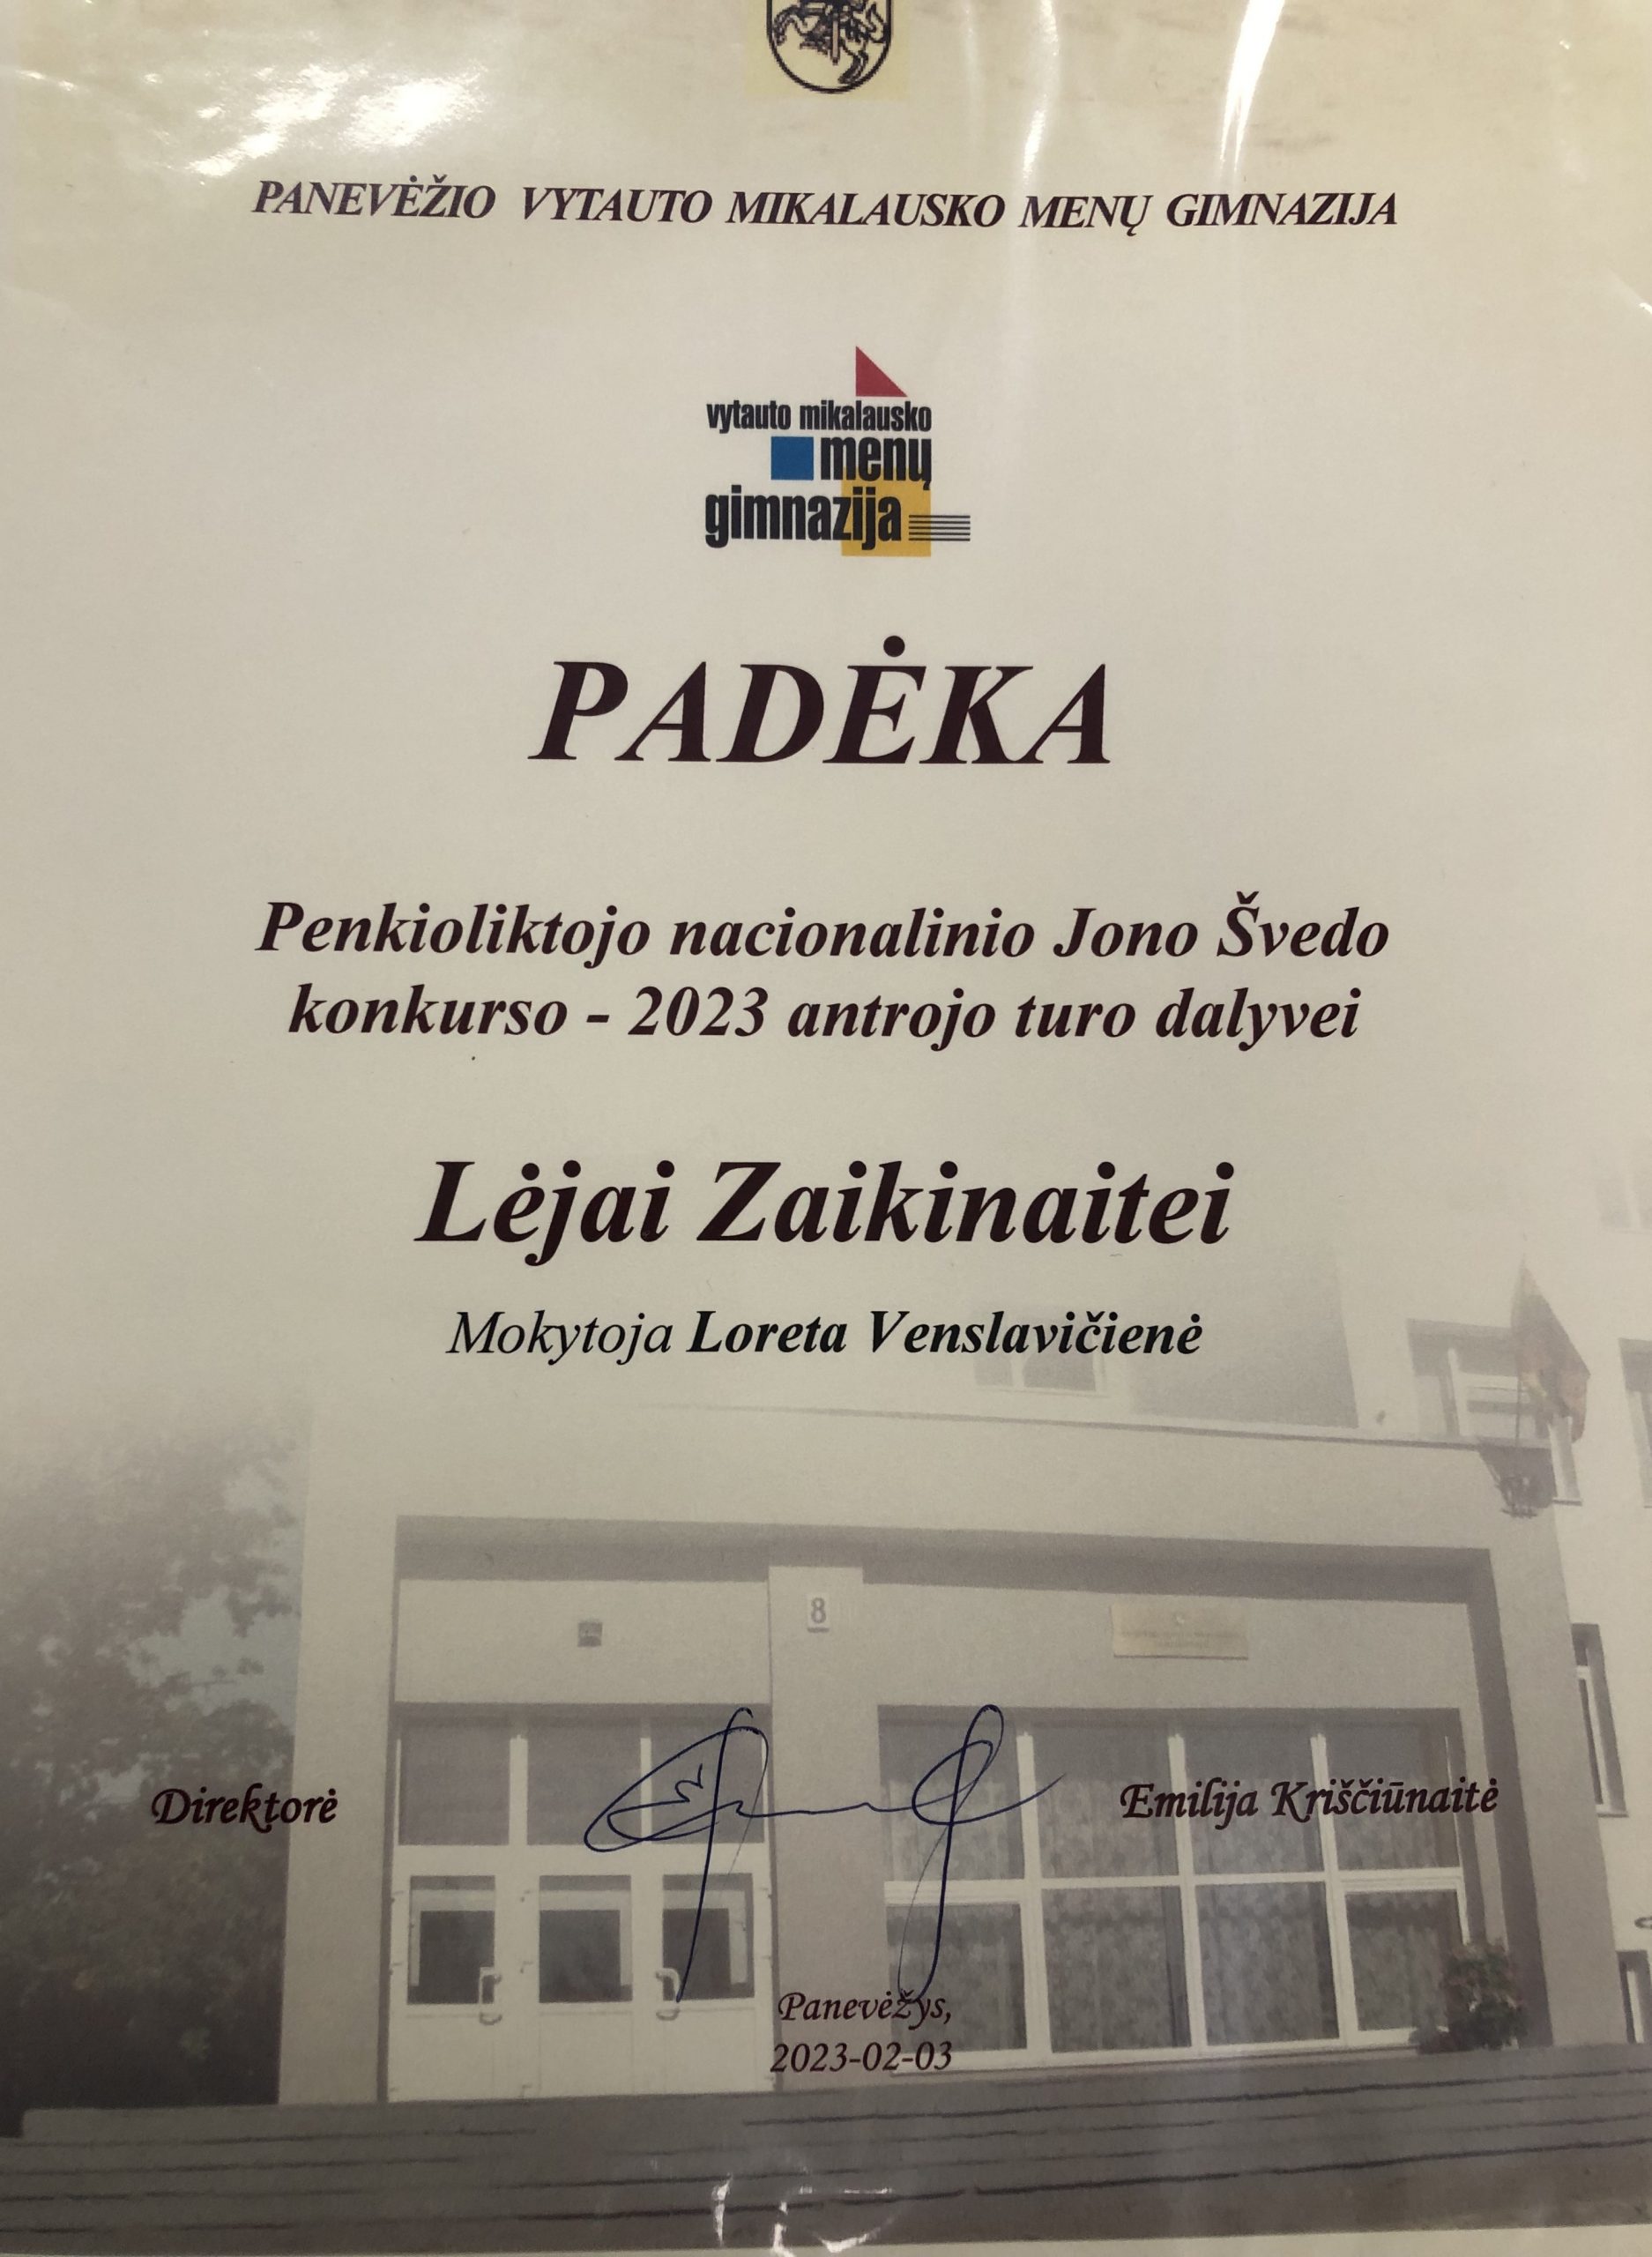 PANEVĖŽIO VYTAUTO MIKALAUSKO MENŲ GIMNAZIJA
vytauto mikalausko
menų
gimnazija
PADĖKA
Penkioliktojo nacionalinio Jono Švedo
konkurso - 2023 antrojo turo dalyvei
Lėjai Zaikinaitei
Mokytoja Loreta Venslavičienė
8
Direktorė
Emilija Kriščiūnaitė
Panevėžys,
2023-02-03